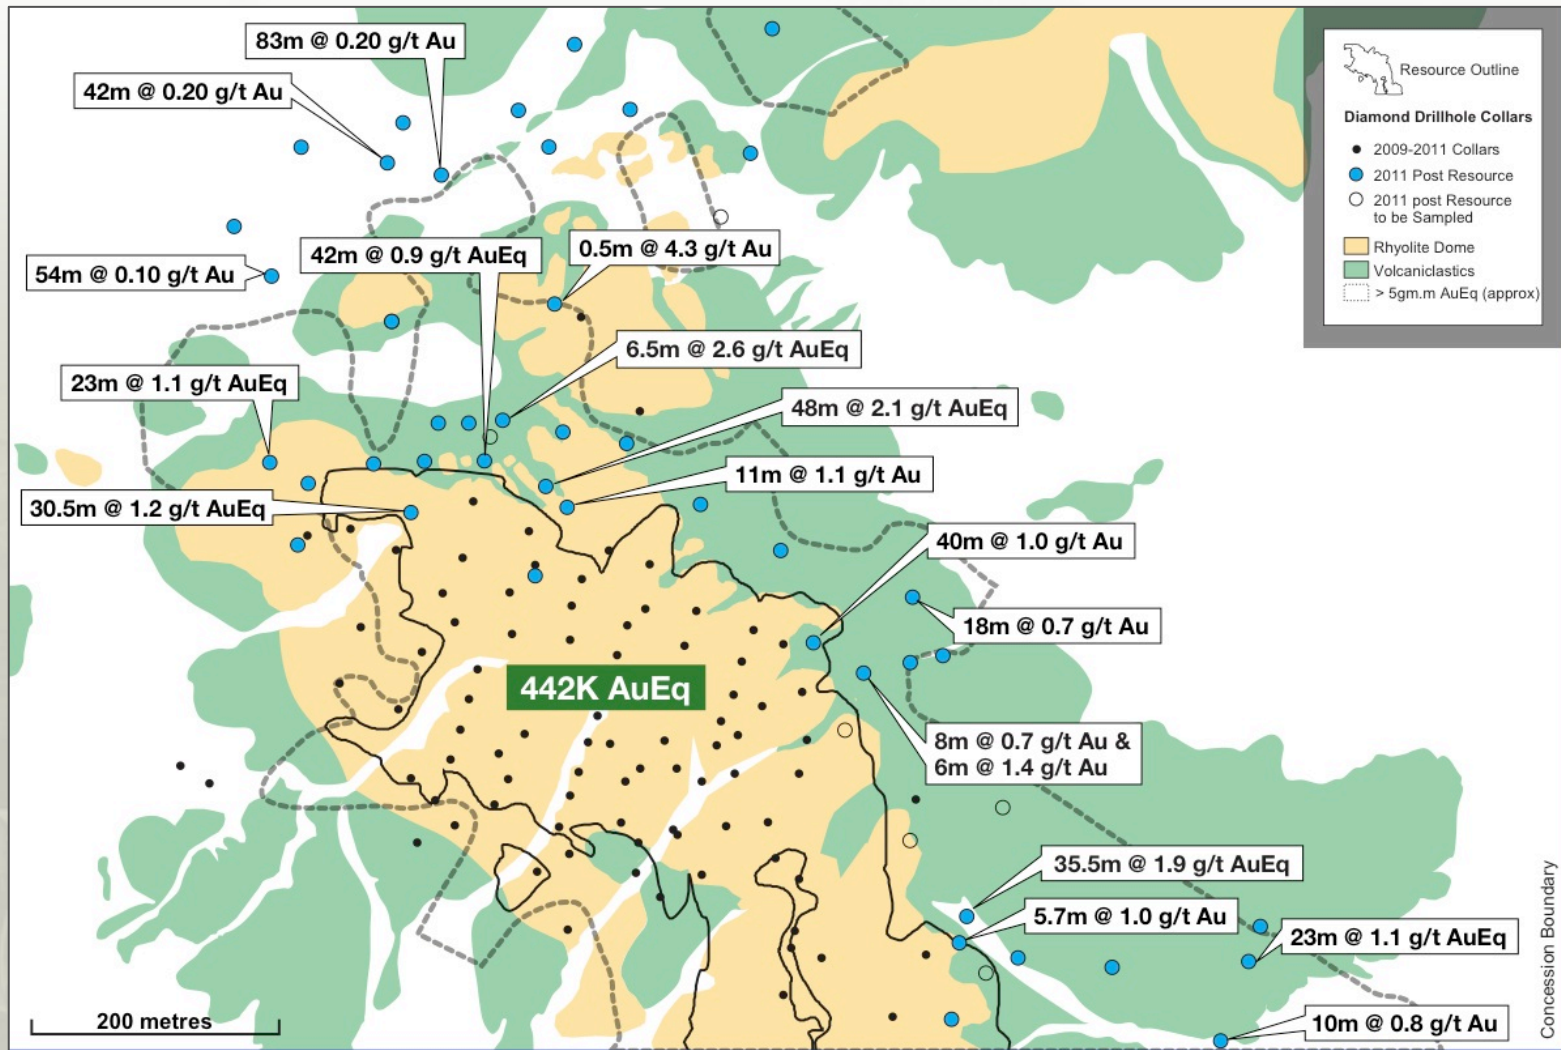 83m @ 0.20 g/t Au
42m @ 0.20 g/t Au
Resource Outline
Diamond Drillhole Collars
2009-2011 Collars
2011 Post Resource
2011 post Resource
to be Sampled
Rhyolite Dome
Volcaniclastics
> 5gm.m AuEq (approx)
42m @ 0.9 g/t AuEq
0.5m @ 4.3 g/t Au
54m @ 0.10 g/t Au
6.5m @ 2.6 g/t AuEq
23m @ 1.1 g/t AuEq
48m @ 2.1 g/t AuEq
11m @ 1.1 g/t Au
30.5m @ 1.2 g/t AuEq
40m @ 1.0 g/t Au
18m @ 0.7 g/t Au
442K AuEq
8m @ 0.7 g/t Au &
6m @ 1.4 g/t Au
35.5m @ 1.9 g/t AuEq
5.7m @ 1.0 g/t Au
23m @ 1.1 g/t AuEq
10m @ 0.8 g/t Au
200 metres
Concession Boundary